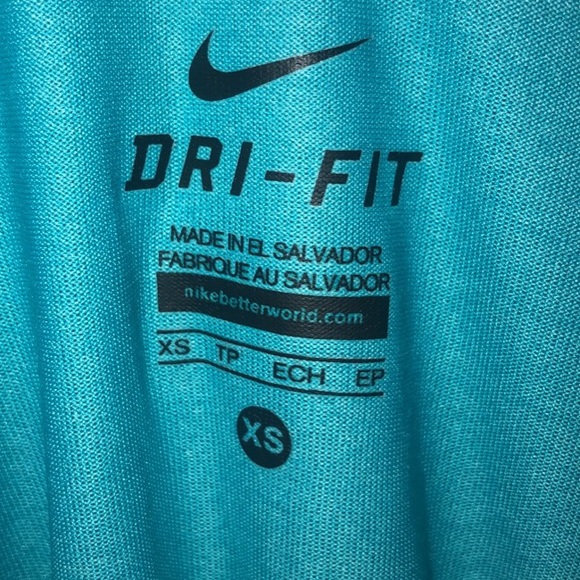 DRI-FIT
MADE IN EL SALVADOR
FABRIQUE AU SALVADOR
nikebetterworld.com
XS TP ECH EP
XS